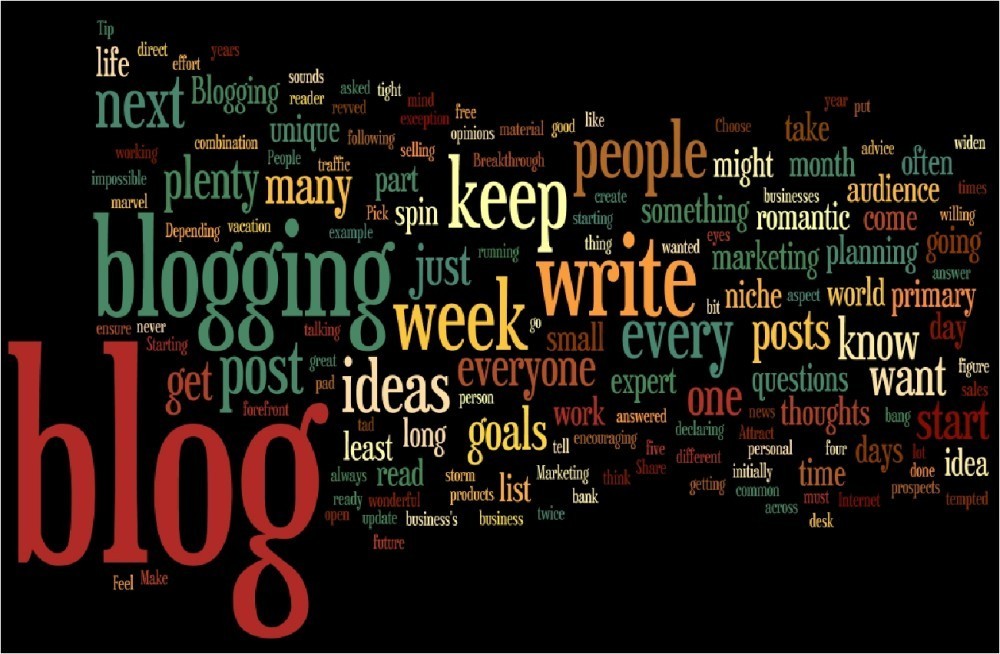 Tip
life direct effort years
next Blogging sounds reader asked tight revved mind exception
combination unique People following traffic selling
free opinions material good like
working impossible marvel plenty many part
Depending vacation example Pick spin keep
Breakthrough people Choose might take year put
month advice often widen
create starting something businesses romantic audience come times willing
blogging just running thing wanted eyes marketing planning going answer
write bit niche aspect world primary
ensure never Starting talking week go small every posts know day
get post great pad ideas everyone person expert questions want figure sales
forefront tad least long goals work answered declaring one news Attract thoughts bang start
blog
always read storm products list tell encouraging Marketing five think Share different getting personal initially common four time days lot done prospects idea tempted
ready wonderful open update business's business twice bank across must Internet desk
future
Feel Make